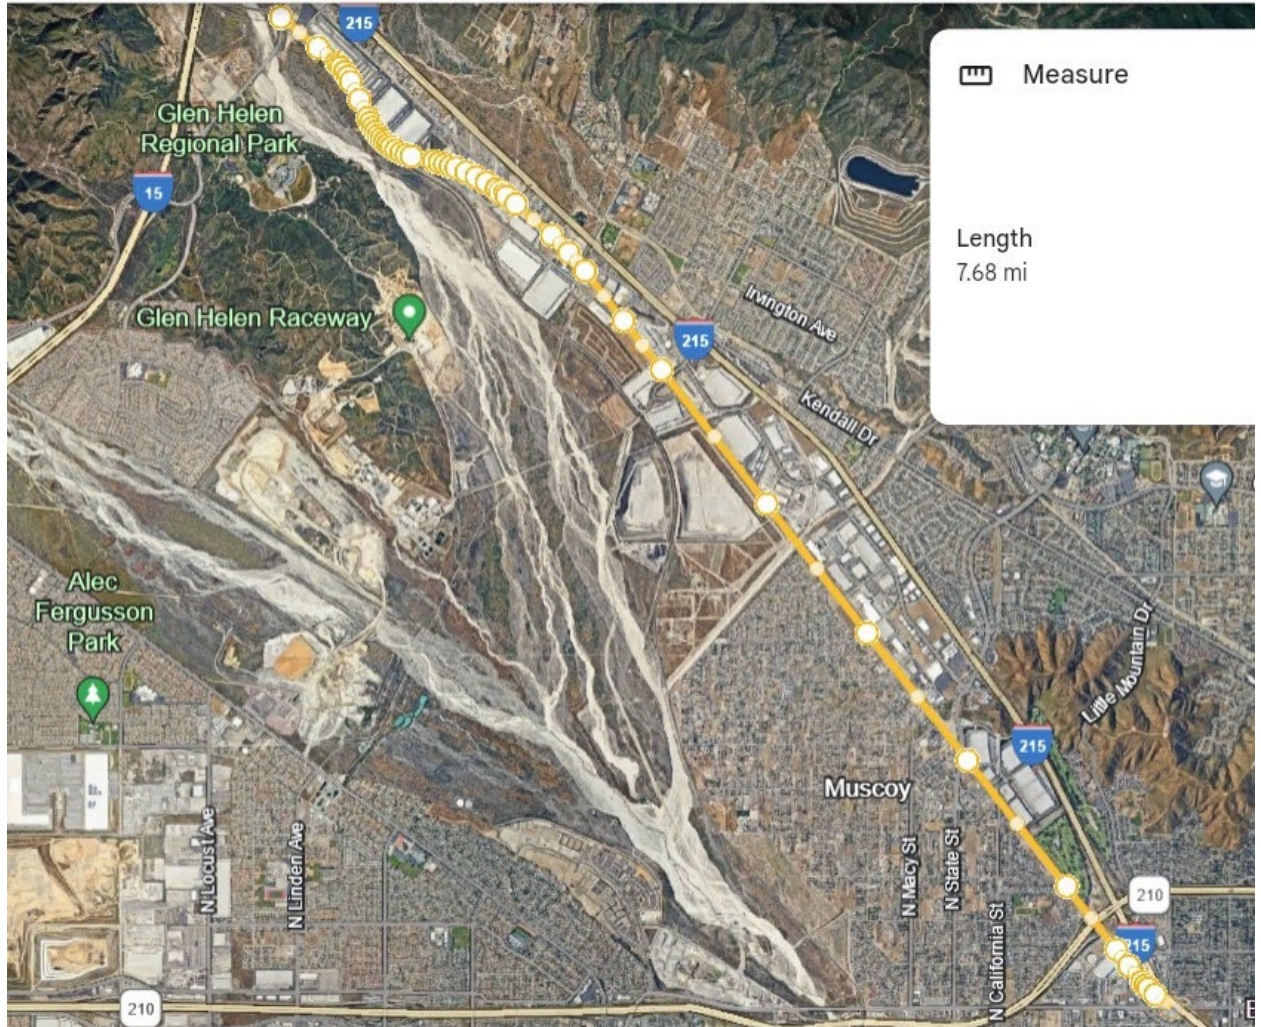 215
Measure
Glen Helen
Regional Park
15
Length
7.68 mi
Irvington Ave
Glen Helen Raceway
215
Kendall Dr
Alec
Fergusson
Park
Little Mountain Dr
215
Muscoy
N Locust Ave
N Linden Ave
N Macy St
N State St
210
N California St
215
210